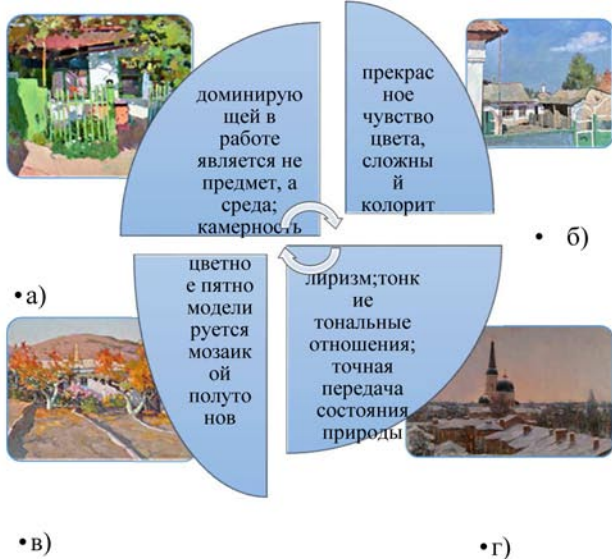 доминирую
щей в
работе
является не
предмет, а
среда;
камерность
прекрас
ное
чувство
цвета,
сложны
й
колорит
• б)
• а)
цветно
е пятно
модели
руется
мозаик
ой
полуто
нов
лиризм;тонк
ие
тональные
отношения;
точная
передача
состояния
природы
• в)
• г)